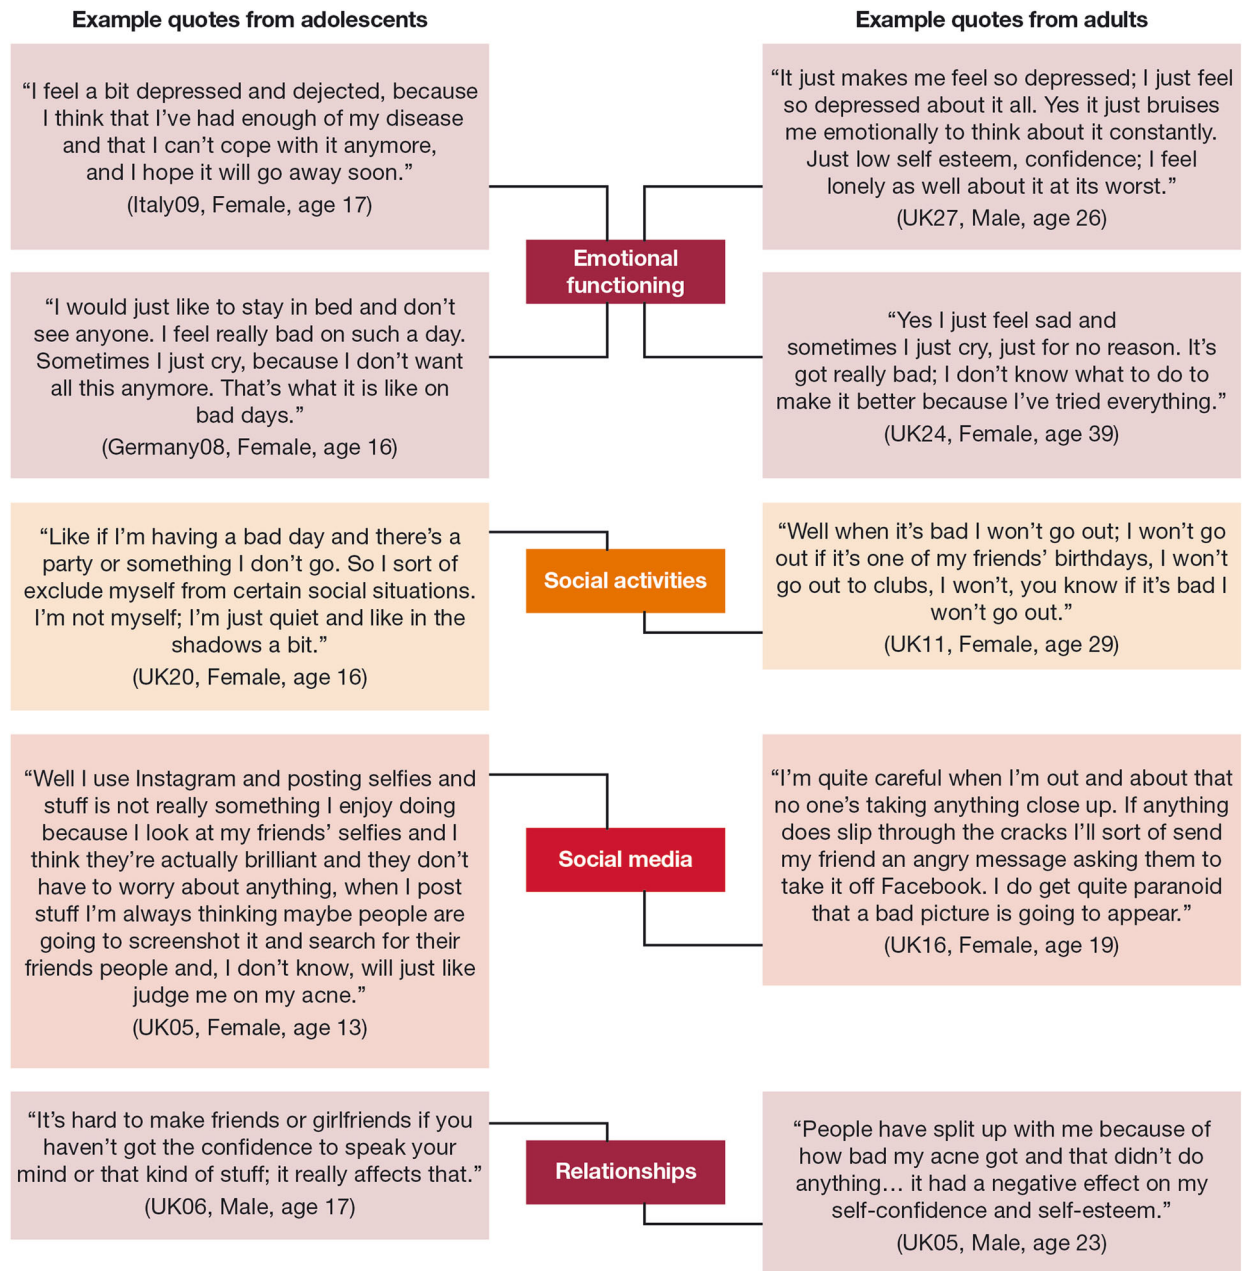 Example quotes from adolescents
Example quotes from adults
“I feel a bit depressed and dejected, because
I think that I’ve had enough of my disease
and that I can’t cope with it anymore,
and I hope it will go away soon.”
(Italy09, Female, age 17)
“It just makes me feel so depressed; I just feel
so depressed about it all. Yes it just bruises
me emotionally to think about it constantly.
Just low self esteem, confidence; I feel
lonely as well about it at its worst.”
(UK27, Male, age 26)
Emotional
functioning
“I would just like to stay in bed and don’t
see anyone. I feel really bad on such a day.
Sometimes I just cry, because I don’t want
all this anymore. That’s what it is like on
bad days.”
(Germany08, Female, age 16)
“Yes I just feel sad and
sometimes I just cry, just for no reason. It’s
got really bad; I don’t know what to do to
make it better because I’ve tried everything.”
(UK24, Female, age 39)
“Like if I’m having a bad day and there’s a
party or something I don’t go. So I sort of
exclude myself from certain social situations.
I’m not myself; I’m just quiet and like in the
shadows a bit.”
(UK20, Female, age 16)
Social activities
“Well when it’s bad I won’t go out; I won’t go
out if it’s one of my friends’ birthdays, I won’t
go out to clubs, I won’t, you know if it’s bad I
won’t go out.”
(UK11, Female, age 29)
“Well I use Instagram and posting selfies and
stuff is not really something I enjoy doing
because I look at my friends’ selfies and I
think they’re actually brilliant and they don’t
have to worry about anything, when I post
stuff I’m always thinking maybe people are
going to screenshot it and search for their
friends people and, I don’t know, will just like
judge me on my acne.”
(UK05, Female, age 13)
Social media
“I’m quite careful when I’m out and about that
no one’s taking anything close up. If anything
does slip through the cracks I’ll sort of send
my friend an angry message asking them to
take it off Facebook. I do get quite paranoid
that a bad picture is going to appear.”
(UK16, Female, age 19)
“It’s hard to make friends or girlfriends if you
haven’t got the confidence to speak your
mind or that kind of stuff; it really affects that.”
(UK06, Male, age 17)
Relationships
“People have split up with me because of
how bad my acne got and that didn’t do
anything… it had a negative effect on my
self-confidence and self-esteem.”
(UK05, Male, age 23)